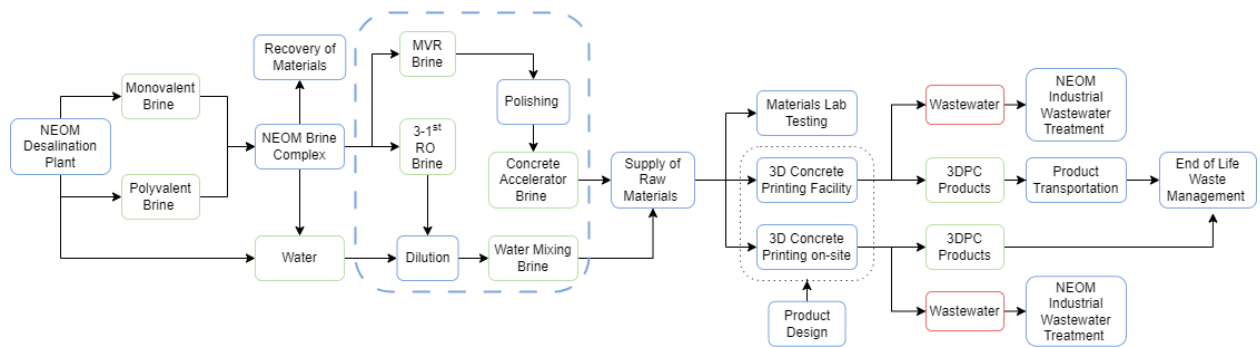 NEOM
Desalination
Plant
Monovalent
Brine
Polyvalent
Brine
Recovery of
Materials
NEOM Brine
Complex
Water
MVR
Brine
3-1st
RO
Brine
Dilution
Polishing
Concrete
Accelerator
Brine
Water Mixing
Brine
Supply of
Raw
Materials
Materials Lab
Testing
3D Concrete
Printing Facility
3D Concrete
Printing on-site
Product
Design
Wastewater
NEOM
Industrial
Wastewater
Treatment
3DPC
Products
Product
Transportation
End of Life
Waste
Management
3DPC
Products
Wastewater
NEOM
Industrial
Wastewater
Treatment